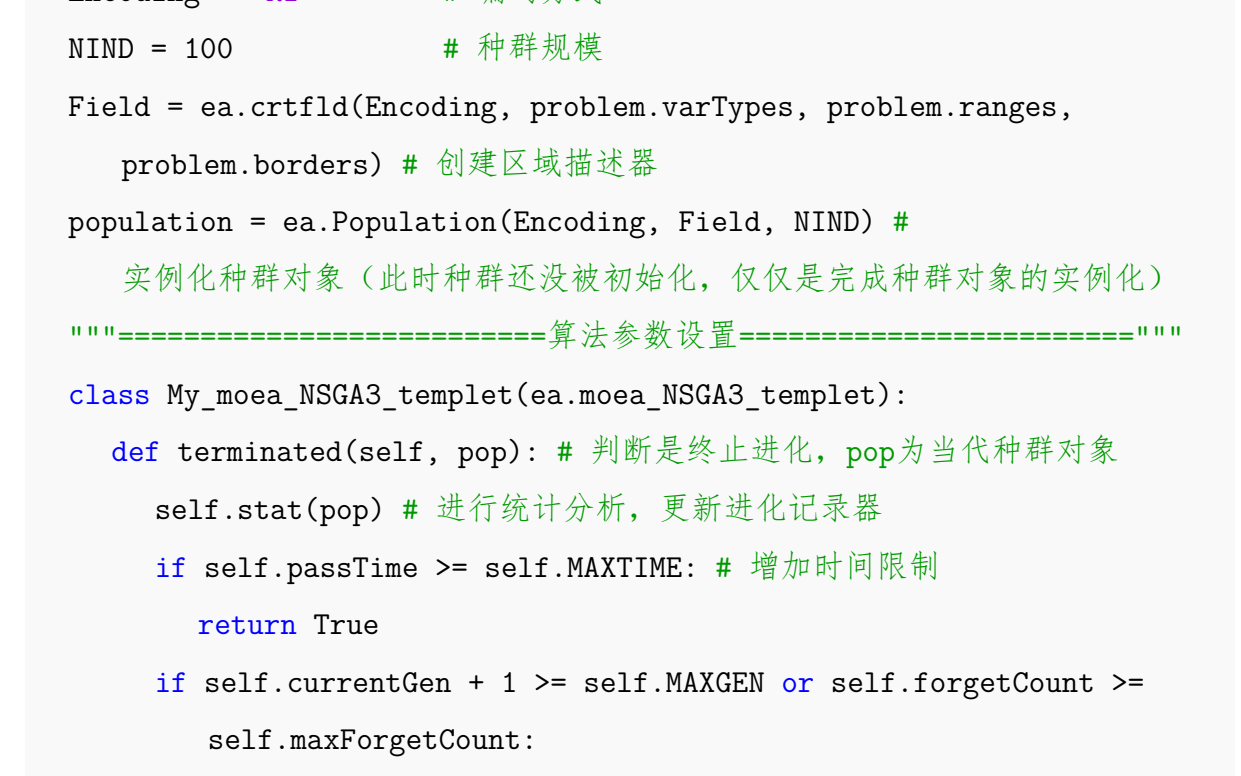 NIND = 100 # 种群规模
Field = ea.crtfld(Encoding, problem.varTypes, problem.ranges,
problem.borders) # 创建区域描述器
population = ea.Population(Encoding, Field, NIND) #
实例化种群对象（此时种群还没被初始化，仅仅是完成种群对象的实例化）
"""==========================算法参数设置========================"""
class My_moea_NSGA3_templet(ea.moea_NSGA3_templet):
def terminated(self, pop): # 判断是终止进化，pop为当代种群对象
self.stat(pop) # 进行统计分析，更新进化记录器
if self.passTime >= self.MAXTIME: # 增加时间限制
return True
if self.currentGen + 1 >= self.MAXGEN or self.forgetCount >=
self.maxForgetCount: